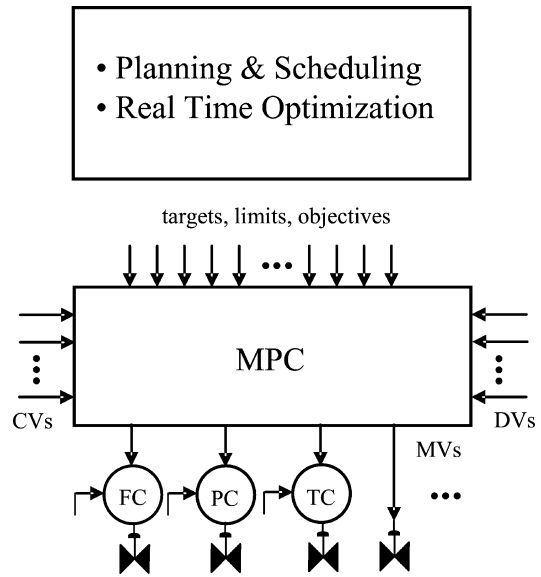 • Planning & Scheduling
• Real Time Optimization
targets, limits, objectives
MPC
CVs
DVs
MVs
FC
PC
TC